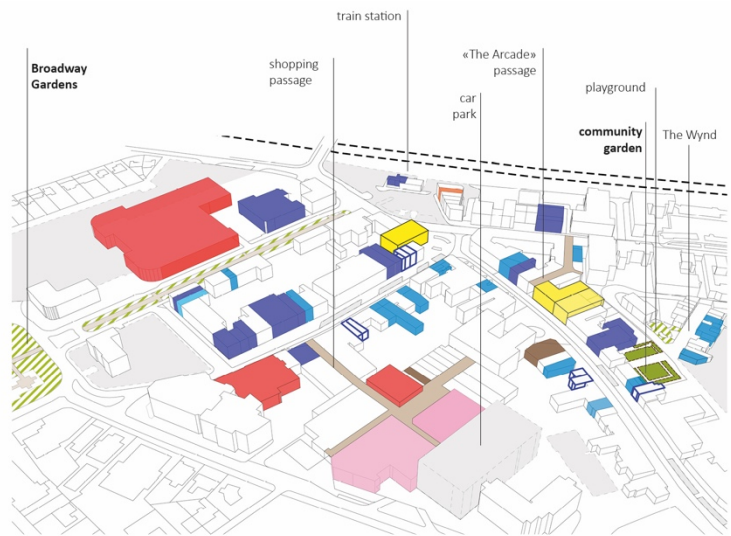 train station
«The Arcade»
passage
shopping
passage
Broadway
Gardens
car
park
playground
community
garden
The Wynd